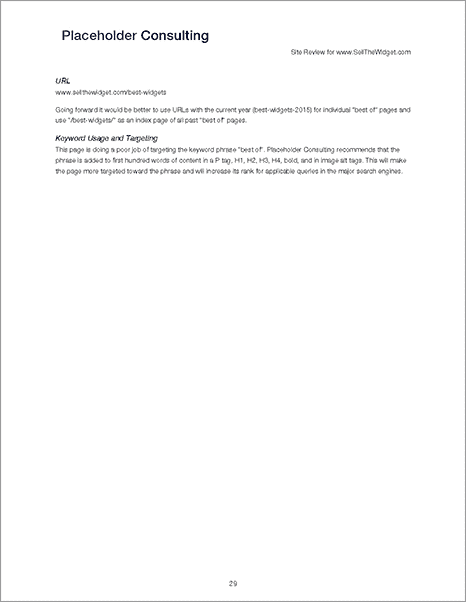 Placeholder Consulting
Site Review for www.SellTheWidget.com
URL
www.sellthewidget.com/best-widgets
Going forward it would be better to use URLs with the current year (best-widgets-2015) for individual "best of" pages and
use "/best-widgets/" as an index page of all past "best of" pages.
Keyword Usage and Targeting
This page is doing a poor job of targeting the keyword phrase "best of". Placeholder Consulting recommends that the
phrase is added to first hundred words of content in a P tag, H1, H2, H3, H4, bold, and in image alt tags. This will make
the page more targeted toward the phrase and will increase its rank for applicable queries in the major search engines.
29